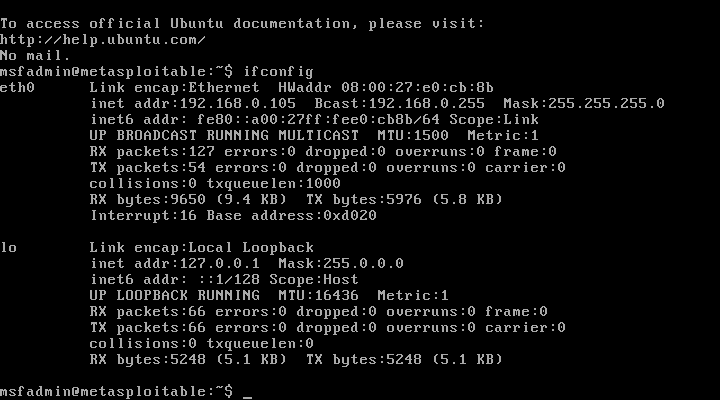 To access official Ubuntu documentation, please visit:
http://help.ubuntu.com/
No mail.
msfadmin@metasploitable:~$ ifconfig
eth0      Link encap:Ethernet  HWaddr 08:00:27:e0:cb:8b
          inet addr:192.168.0.105  Bcast:192.168.0.255  Mask:255.255.255.0
          inet6 addr: fe80::a00:27ff:fee0:cb8b/64 Scope:Link
          UP BROADCAST RUNNING MULTICAST  MTU:1500  Metric:1
          RX packets:127 errors:0 dropped:0 overruns:0 frame:0
          TX packets:54 errors:0 dropped:0 overruns:0 carrier:0
          collisions:0 txqueuelen:1000
          RX bytes:9650 (9.4 KB)  TX bytes:5976 (5.8 KB)
          Interrupt:16 Base address:0xd020
lo        Link encap:Local Loopback
          inet addr:127.0.0.1  Mask:255.0.0.0
          inet6 addr: ::1/128 Scope:Host
          UP LOOPBACK RUNNING  MTU:16436  Metric:1
          RX packets:66 errors:0 dropped:0 overruns:0 frame:0
          TX packets:66 errors:0 dropped:0 overruns:0 carrier:0
          collisions:0 txqueuelen:0
          RX bytes:5248 (5.1 KB)  TX bytes:5248 (5.1 KB)
msfadmin@metasploitable:~$ _